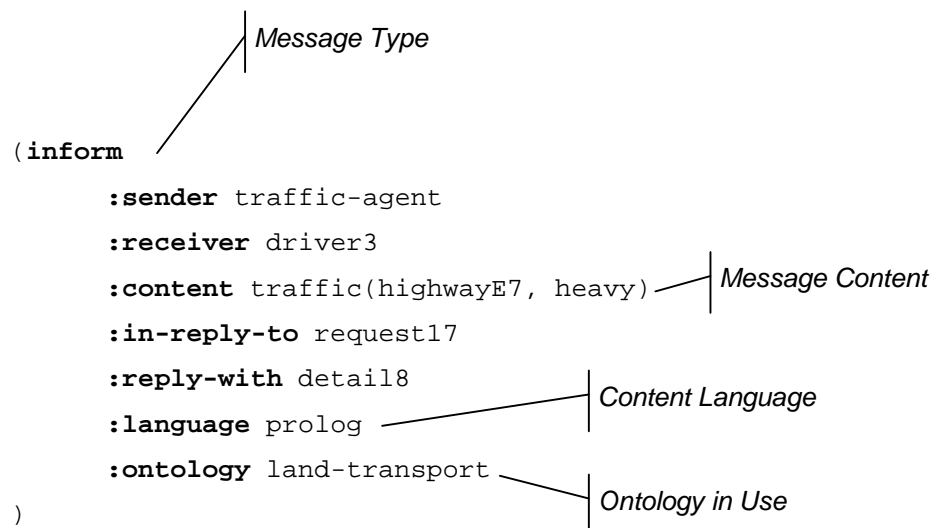 Message Type
(inform
:sender traffic-agent
:receiver driver3
:content traffic(highwayE7, heavy)
Message Content
:in-reply-to request17
:reply-with detail8
Content Language
:language prolog
:ontology land-transport
Ontology in Use
)